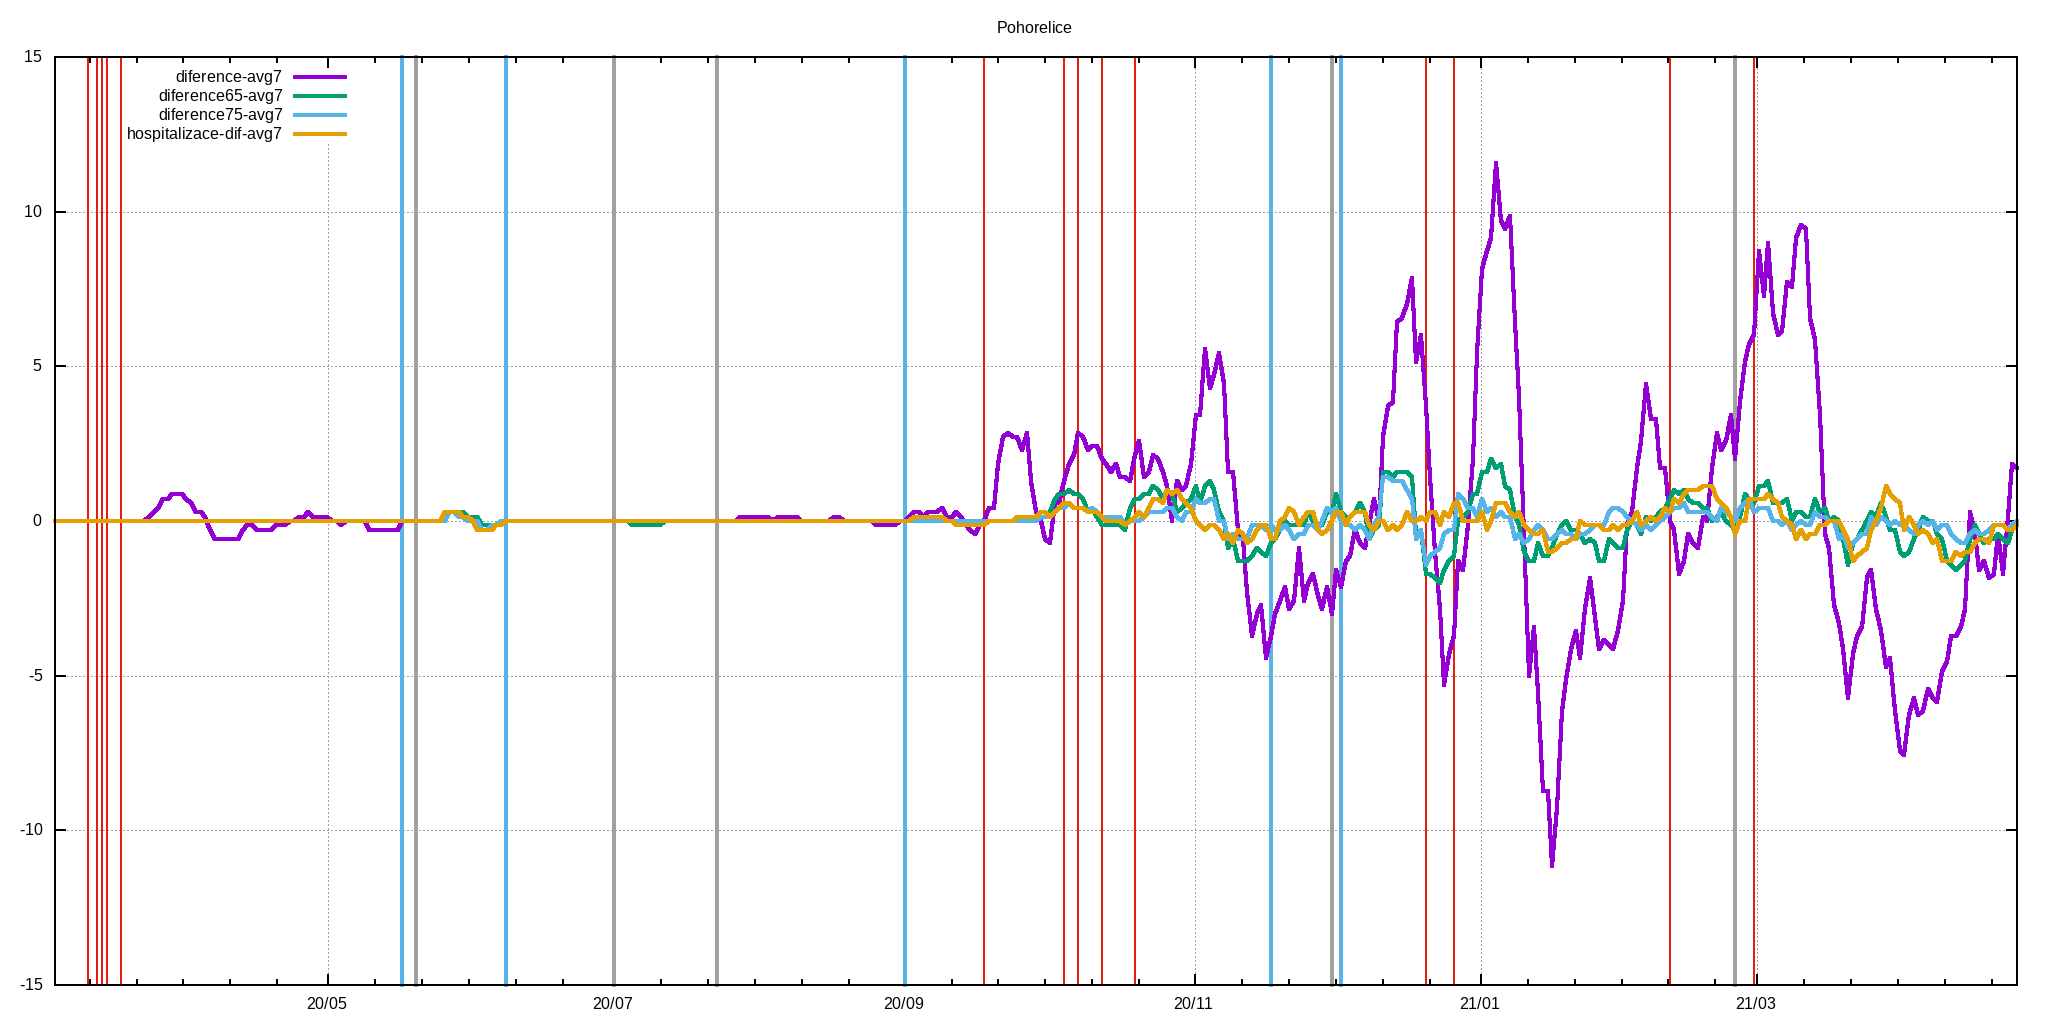 Pohorelice
diference-avg7
diference65-avg7
diference75-avg7
hospitalizace-dif-avg7
15
10
5
0
-5
-10
-15
20/05 20/07 20/09 20/11 21/01 21/03